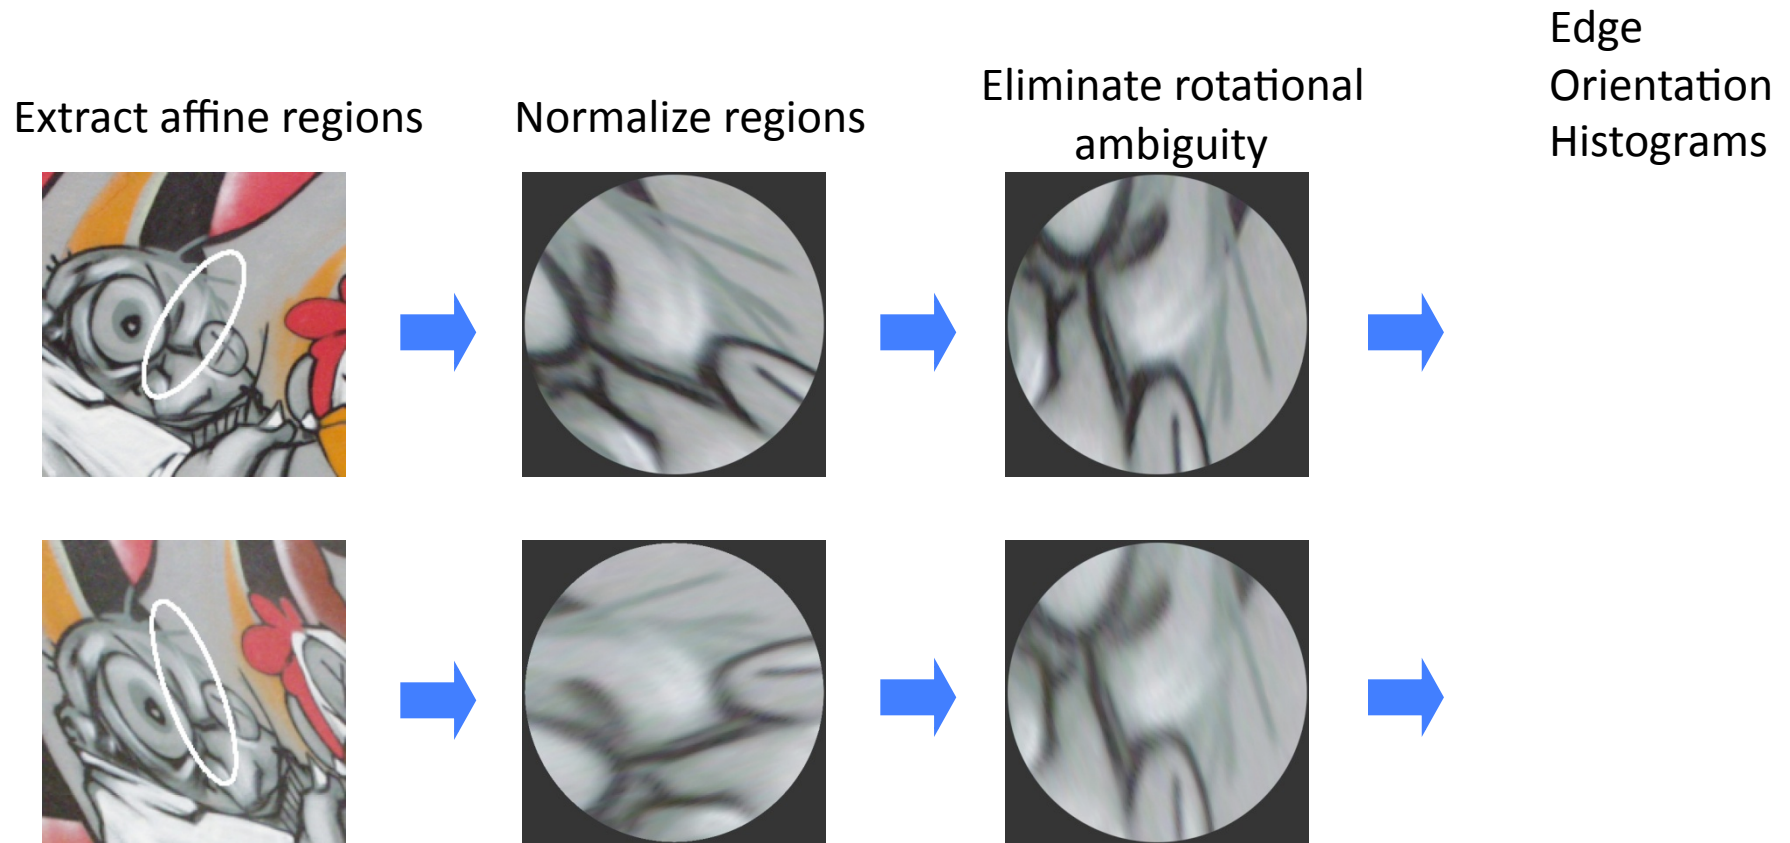 Extract affine regions
Normalize regions
Eliminate rotational
ambiguity
Edge
Orientation
Histograms